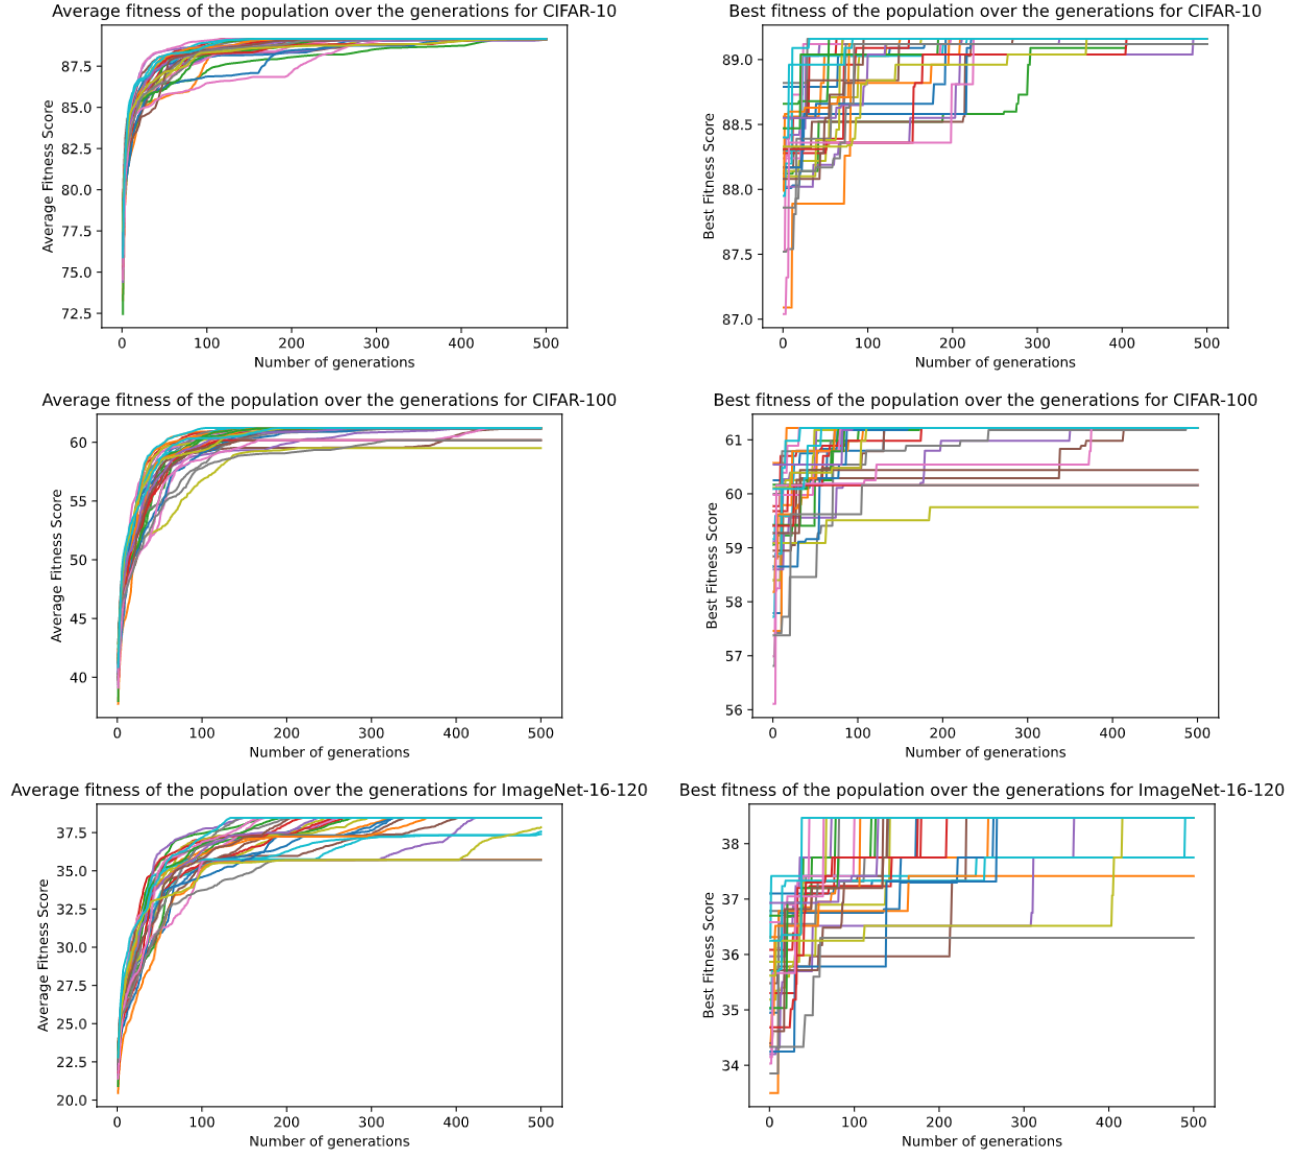 Average fitness of the population over the generations for CIFAR-10
87.5
85.0
82.5
80.0
77.5
75.0
72.5
Average Fitness Score
0 100 200 300 400 500
Number of generations
Best fitness of the population over the generations for CIFAR-10
89.0
88.5
88.0
87.5
87.0
Best Fitness Score
0 100 200 300 400 500
Number of generations
Average fitness of the population over the generations for CIFAR-100
60
55
50
45
40
Average Fitness Score
0 100 200 300 400 500
Number of generations
Best fitness of the population over the generations for CIFAR-100
61
60
59
58
57
56
Best Fitness Score
0 100 200 300 400 500
Number of generations
Average fitness of the population over the generations for ImageNet-16-120
37.5
35.0
32.5
30.0
27.5
25.0
22.5
20.0
Average Fitness Score
0 100 200 300 400 500
Number of generations
Best fitness of the population over the generations for ImageNet-16-120
38
37
36
35
34
Best Fitness Score
0 100 200 300 400 500
Number of generations